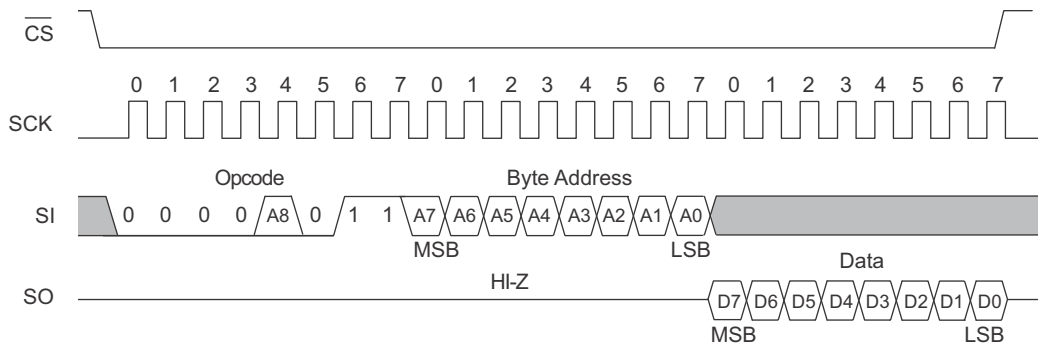 CS
0 1 2 3 4 5 6 7 0 1 2 3 4 5 6 7 0 1 2 3 4 5 6 7
SCK
Opcode Byte Address
SI 0 0 0 0 A8 0 1 1 A7 A6 A5 A4 A3 A2 A1 A0
MSB LSB
HI-Z Data
SO D7 D6 D5 D4 D3 D2 D1 D0
MSB LSB